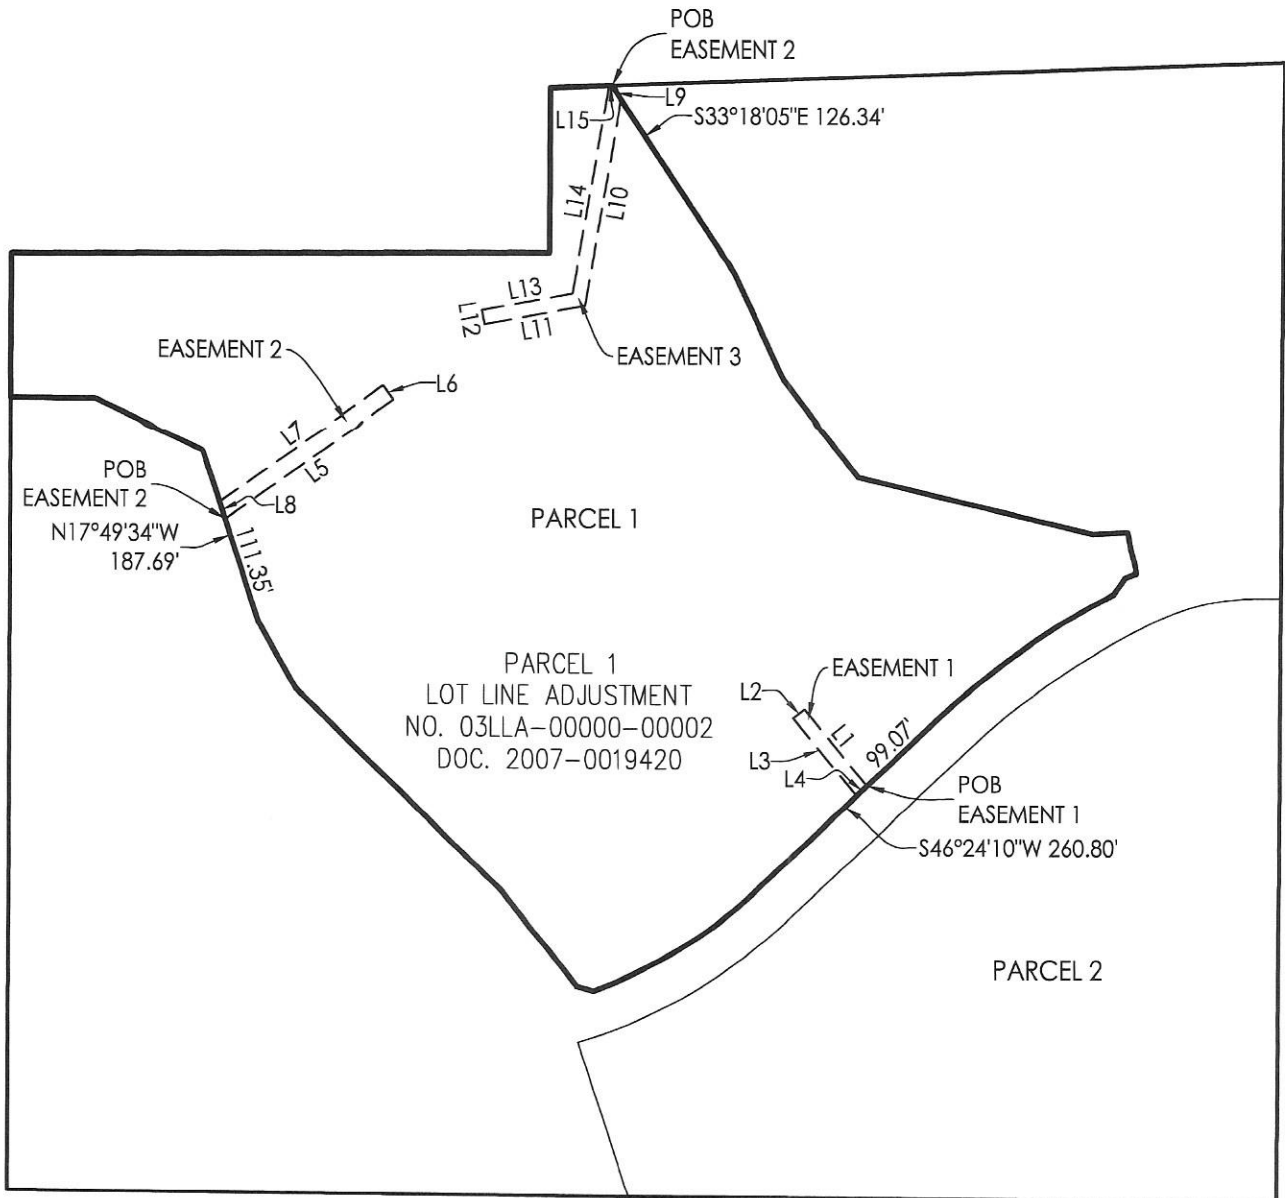 POB
EASEMENT 2
L9
L15
S33°18'05"E 126.34'
L14
L10
L13
L12
L11
EASEMENT 3
EASEMENT 2
L6
L7
L5
POB
EASEMENT 2
L8
N17°49'34"W
187.69'
111.35'
PARCEL 1
PARCEL 1
LOT LINE ADJUSTMENT
NO. 03LLA-00000-00002
DOC. 2007-0019420
EASEMENT 1
L2
L1
L3
L4
99.07'
POB
EASEMENT 1
S46°24'10"W 260.80'
PARCEL 2